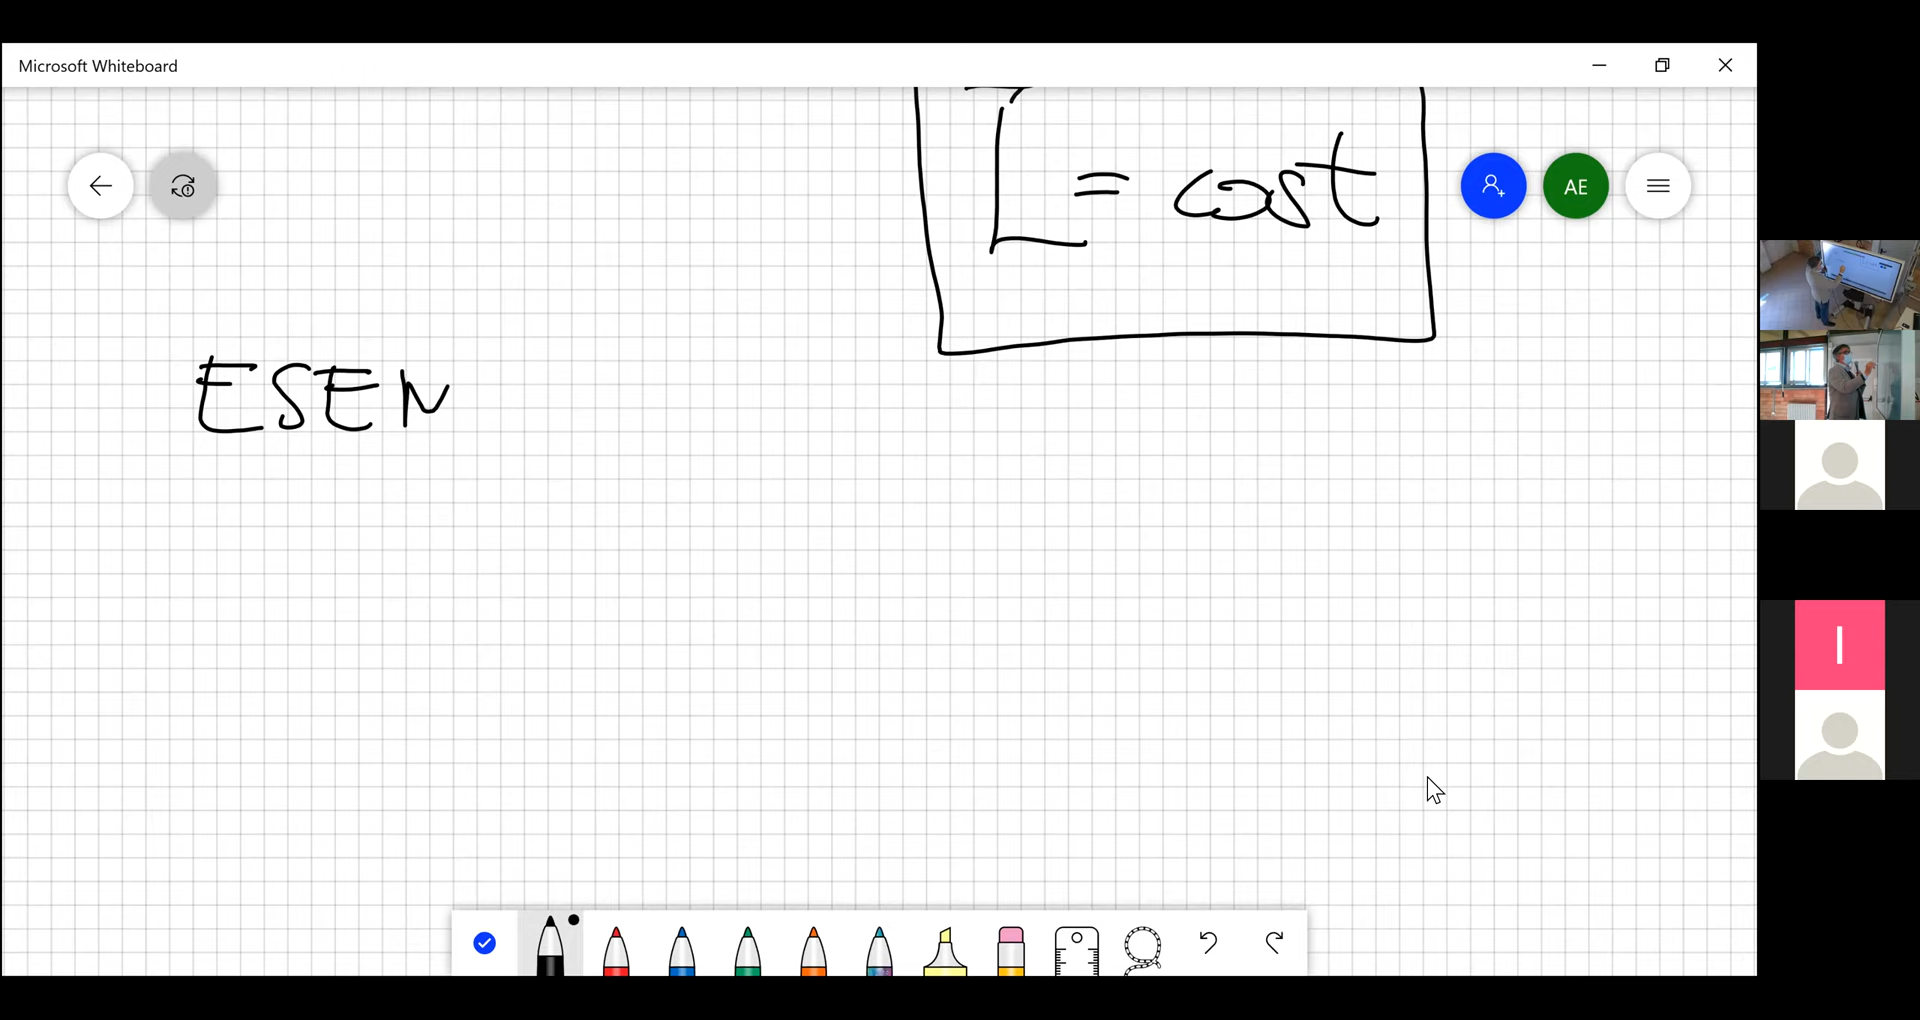 Microsoft Whiteboard
L = cost
AE
ESEM
I